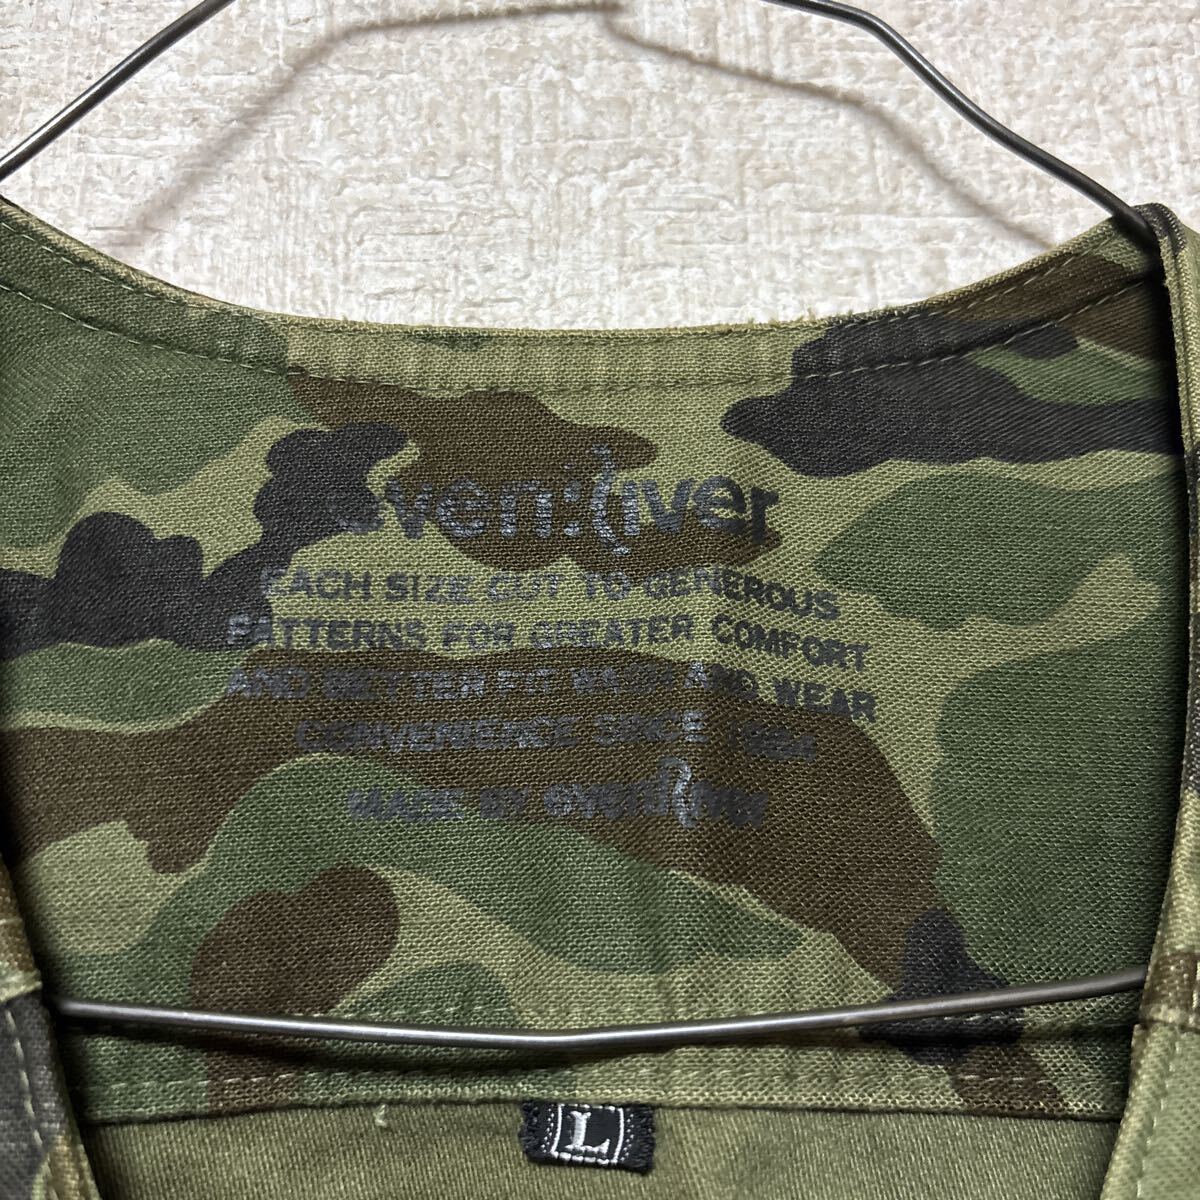 even:river
EACH SIZE CUT TO GENEROUS
PATTERNS FOR GREATER COMFORT
AND BETTER FIT WASH AND WEAR
CONVENIENCE SINCE 1984
MADE BY even:river
L